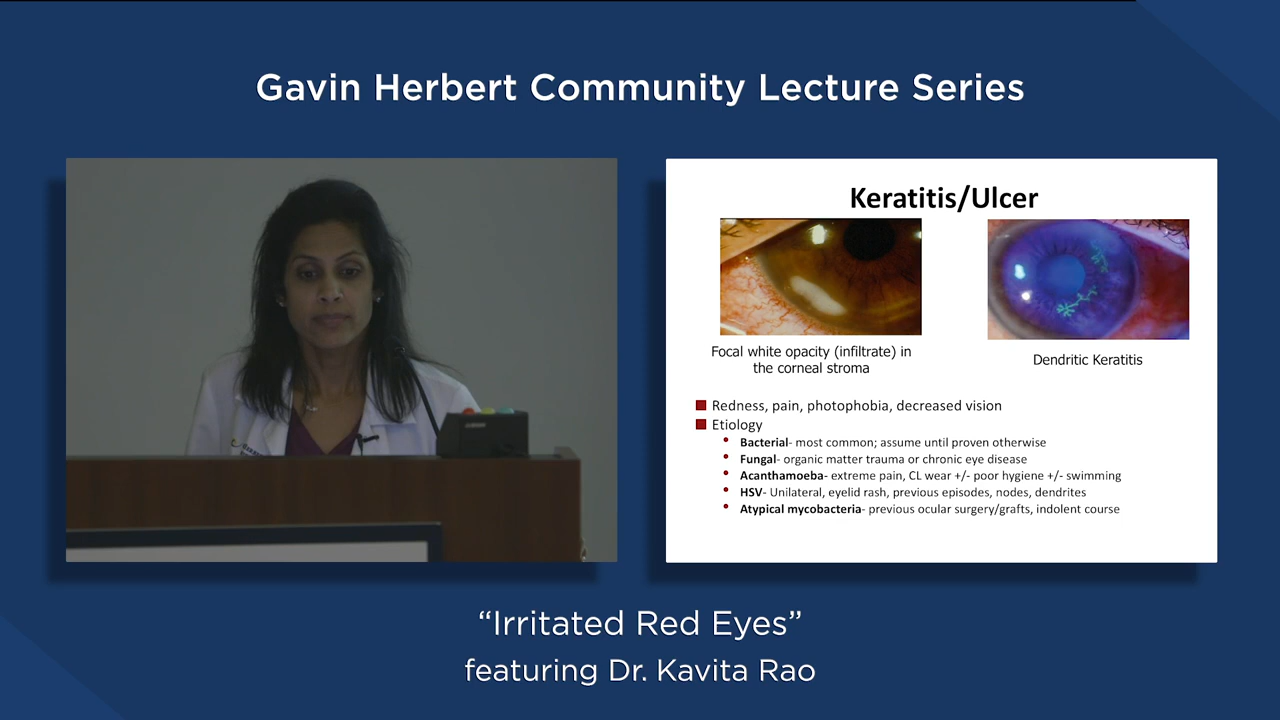 Gavin Herbert Community Lecture Series
Keratitis/Ulcer
Focal white opacity (infiltrate) in
the corneal stroma
Dendritic Keratitis
Redness, pain, photophobia, decreased vision
Etiology
Bacterial- most common; assume until proven otherwise
Fungal- organic matter trauma or chronic eye disease
Acanthamoeba- extreme pain, CL wear +/- poor hygiene +/- swimming
HSV- Unilateral, eyelid rash, previous episodes, nodes, dendrites
Atypical mycobacteria- previous ocular surgery/grafts, indolent course
“Irritated Red Eyes”
featuring Dr. Kavita Rao